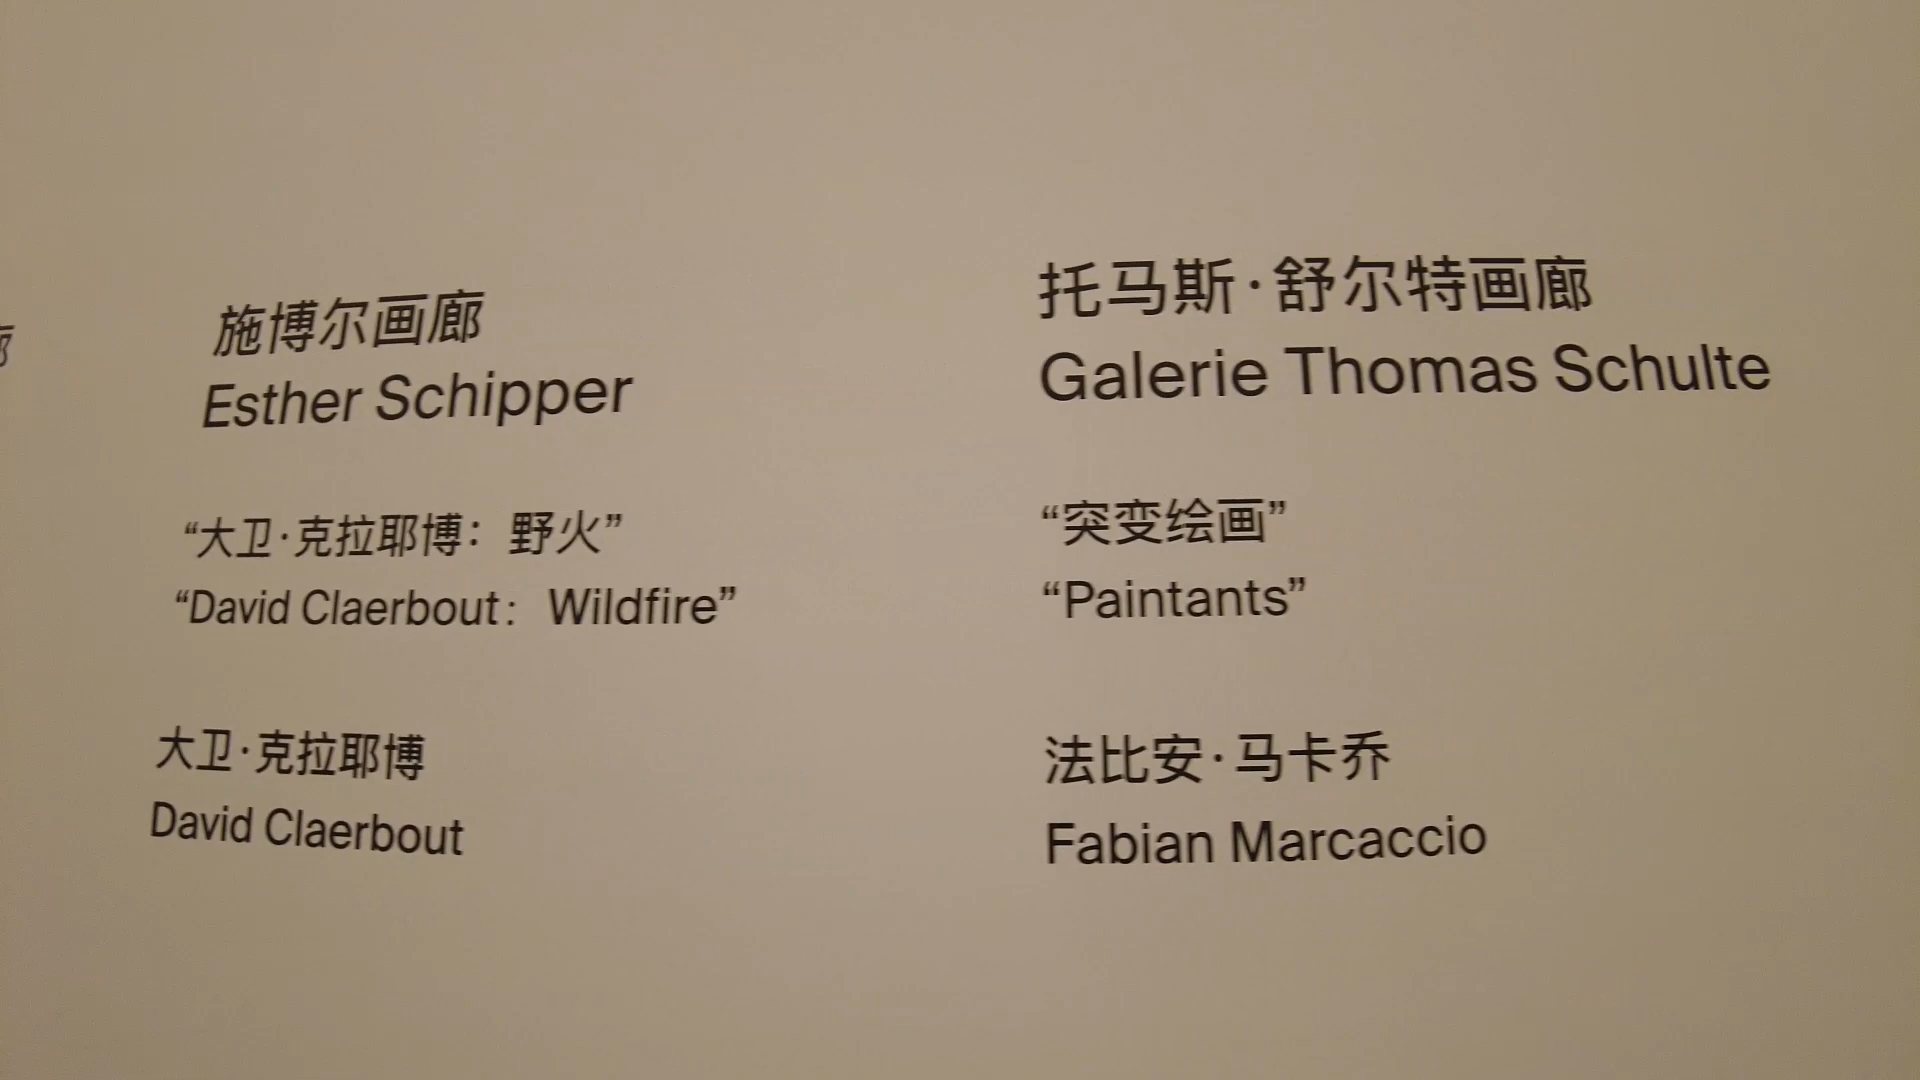 施博尔画廊
Esther Schipper
“大卫·克拉耶博：野火”
“David Claerbout：Wildfire”
大卫·克拉耶博
David Claerbout
托马斯·舒尔特画廊
Galerie Thomas Schulte
“突变绘画”
“Paintants”
法比安·马卡乔
Fabian Marcaccio